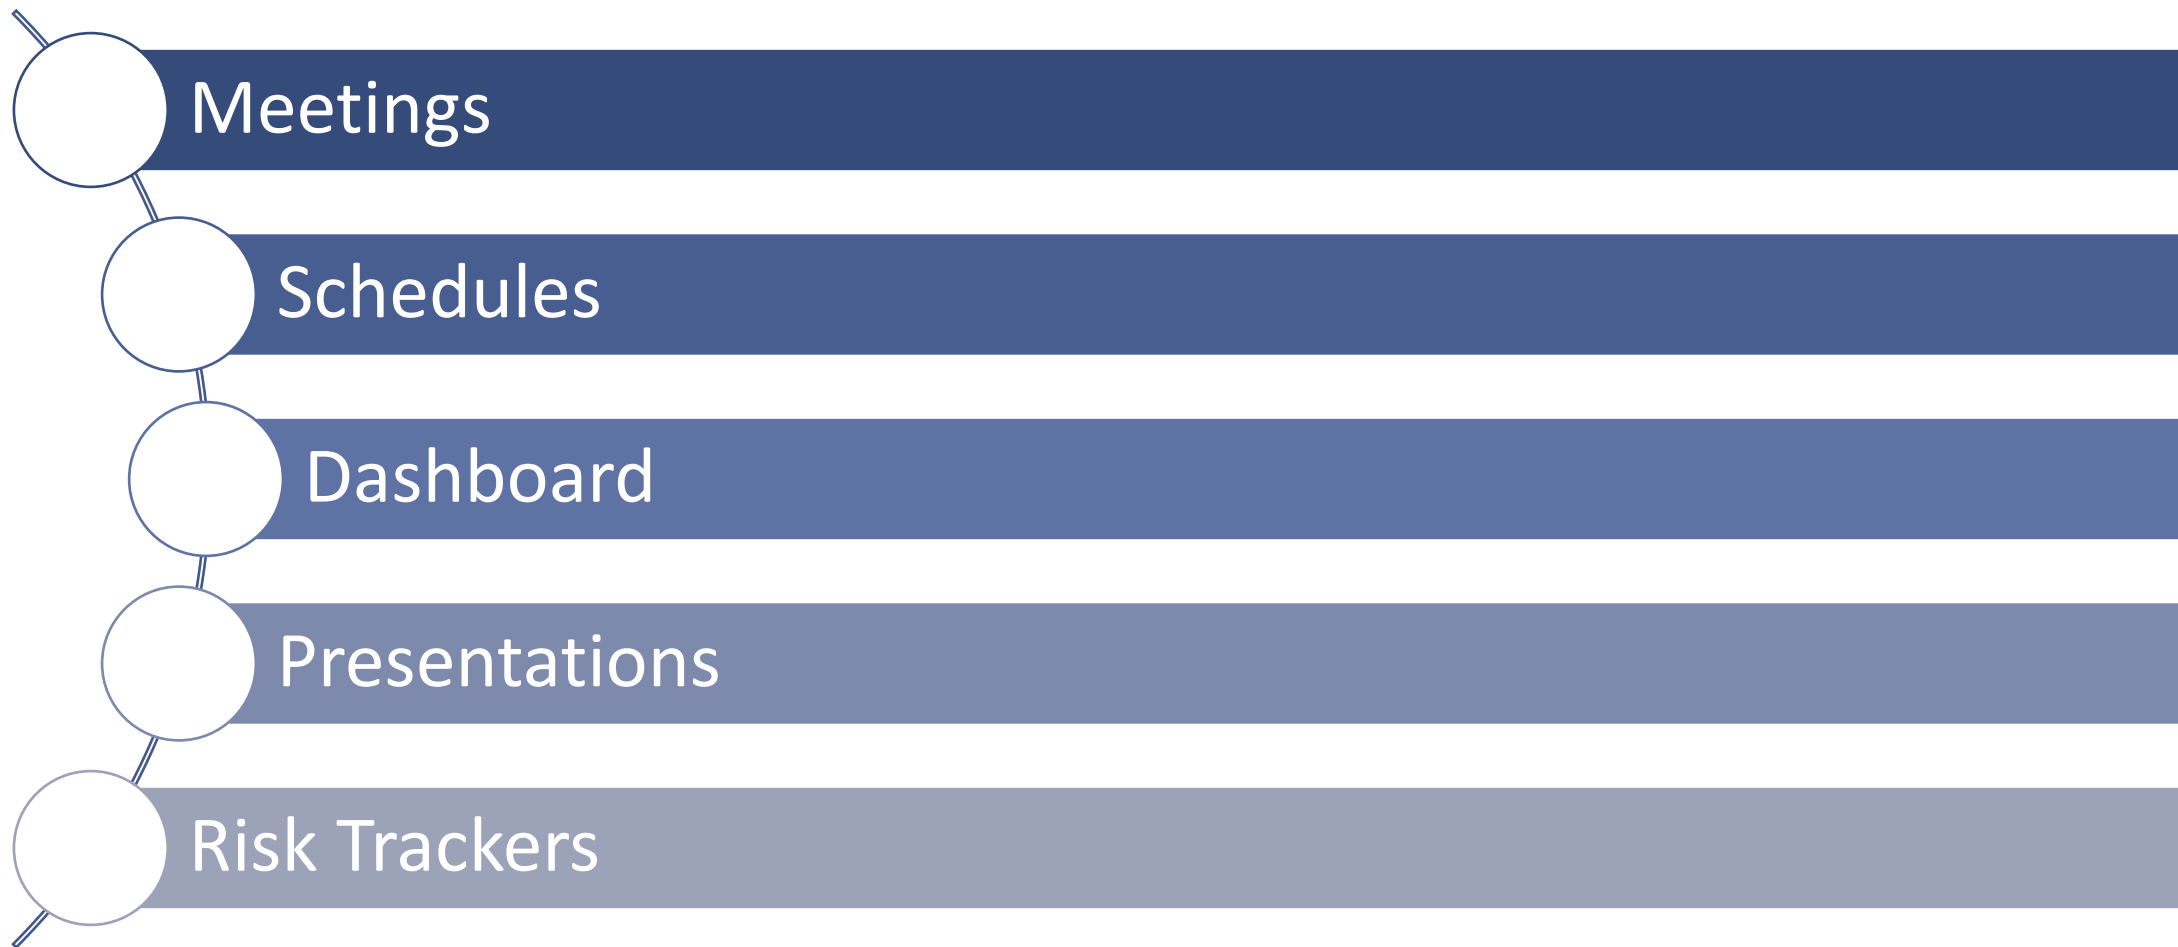 Meetings
Schedules
Dashboard
Presentations
Risk Trackers